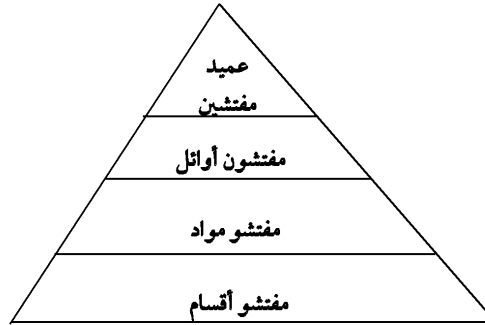 عميد
مفتشين
مفتشون أوائل
مفتشو مواد
مفتشو أقسام